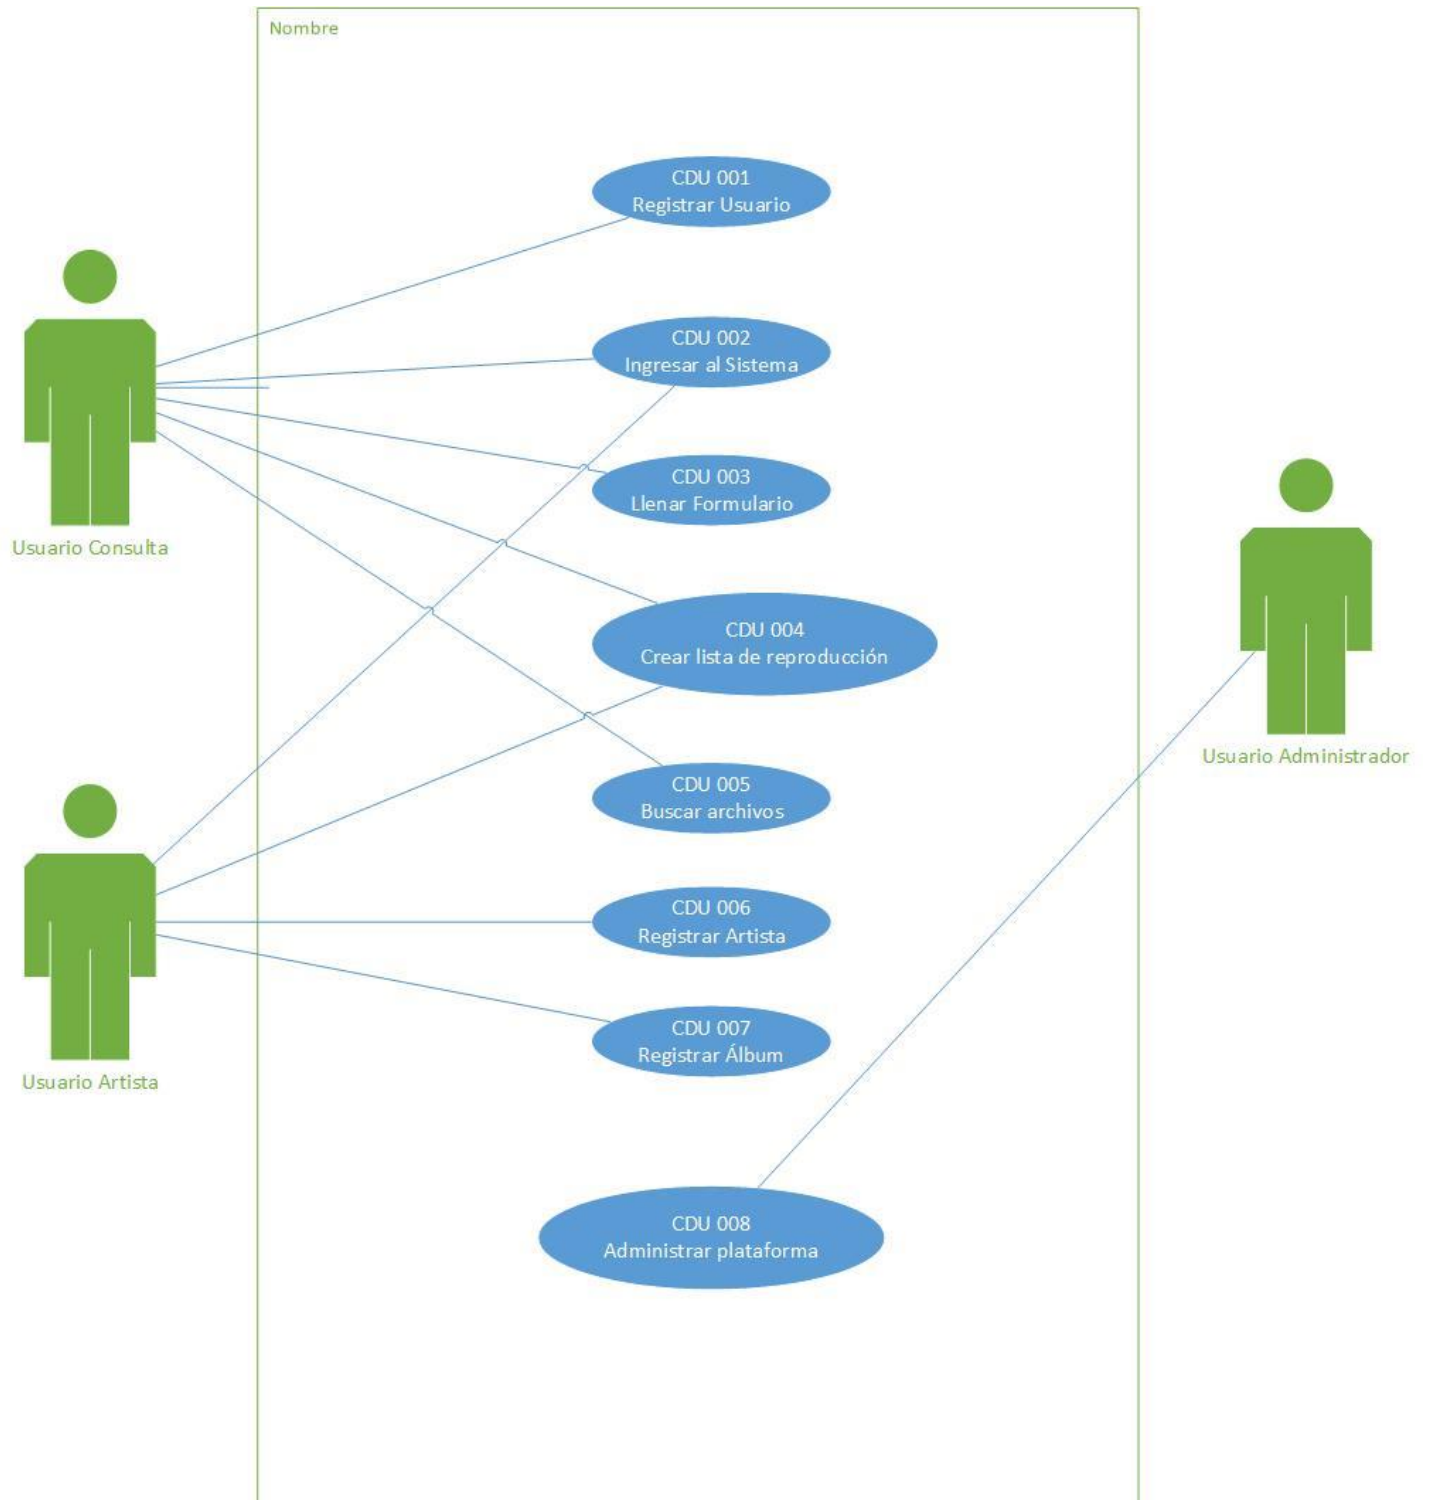 Nombre
CDU 001
Registrar Usuario
CDU 002
Ingresar al Sistema
CDU 003
Llenar Formulario
Usuario Consulta
CDU 004
Crear lista de reproducción
Usuario Administrador
CDU 005
Buscar archivos
CDU 006
Registrar Artista
CDU 007
Registrar Álbum
Usuario Artista
CDU 008
Administrar plataforma